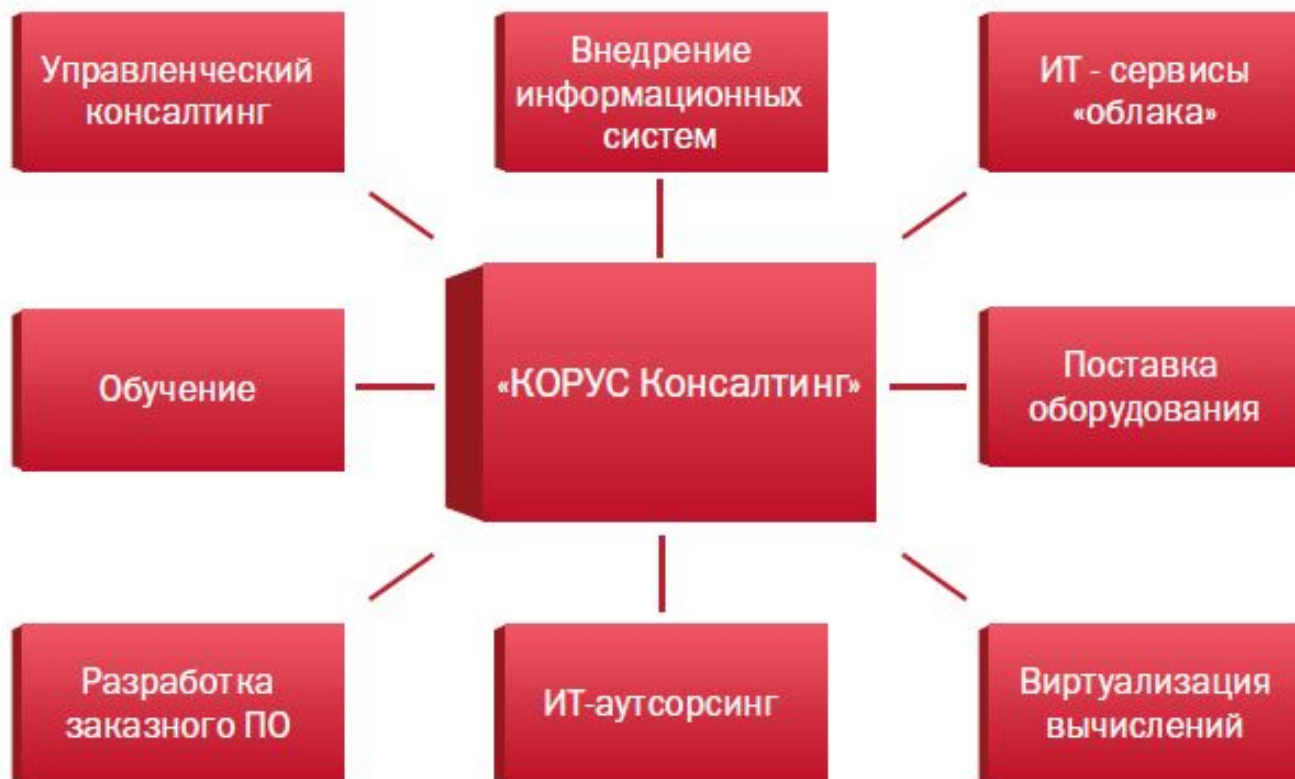 Управленческий
консалтинг
Внедрение
информационных
систем
ИТ - сервисы
«облака»
Обучение
«КОРУС Консалтинг»
Поставка
оборудования
Разработка
заказного ПО
ИТ-аутсорсинг
Виртуализация
вычислений